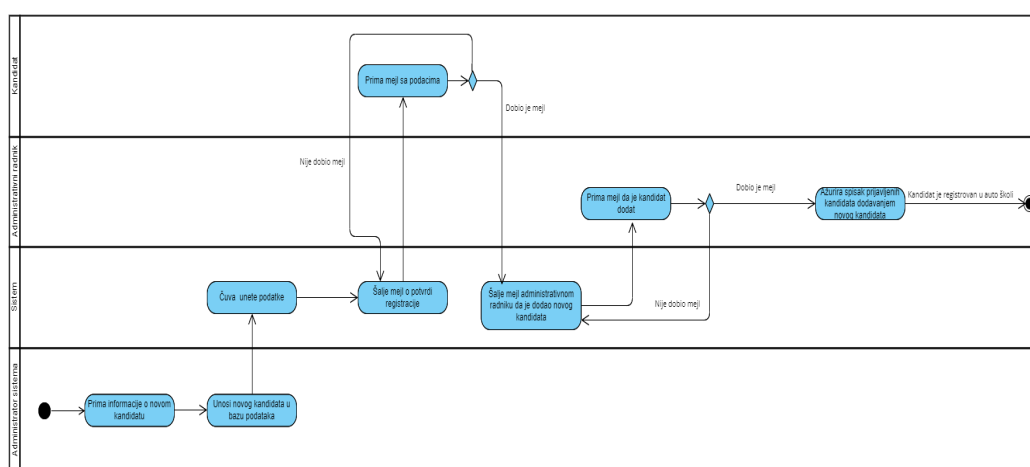 Kandidat
Prima mejl sa podacima
Dobio je mejl
Nije dobio mejl
Administrativni radnik
Prima mejl da je kandidat
dodat
Dobio je mejl
Ažurira spisak prijavljenih
kandidata dodavanjem
novog kandidata
Kandidat je registrovan u auto školi
Sistem
Čuva unete podatke
Šalje mejl o potvrdi
registracije
Šalje mejl administrativnom
radniku da je dodao novog
kandidata
Nije dobio mejl
Administrator sistema
Prima informacije o novom
kandidatu
Unosi novog kandidata u
bazu podataka